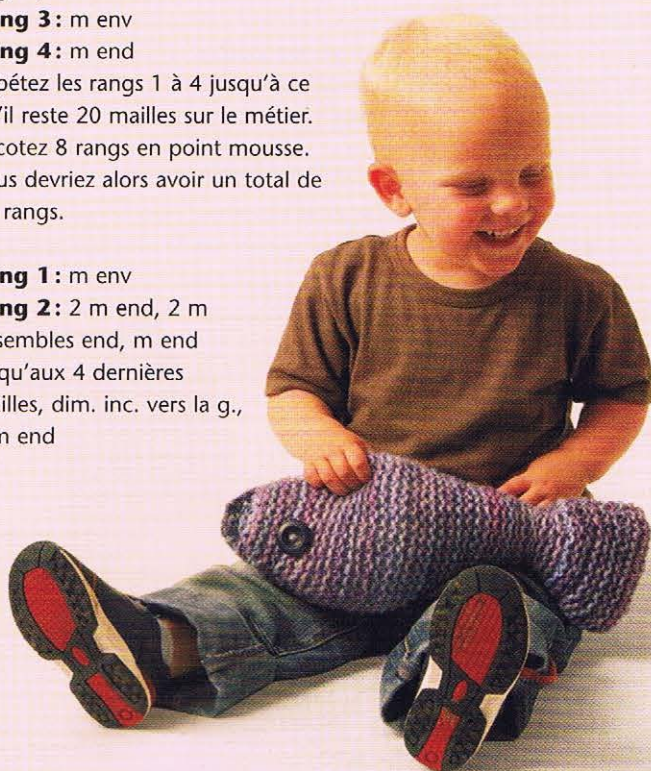 ng 3 : m env
ng 4 : m end
pétez les rangs 1 à 4 jusqu'à ce
'il reste 20 mailles sur le métier.
cotez 8 rangs en point mousse.
us devriez alors avoir un total de
rangs.
ng 1 : m env
ng 2 : 2 m end, 2 m
sembles end, m end
qu'aux 4 dernières
illes, dim. inc. vers la g.,
m end